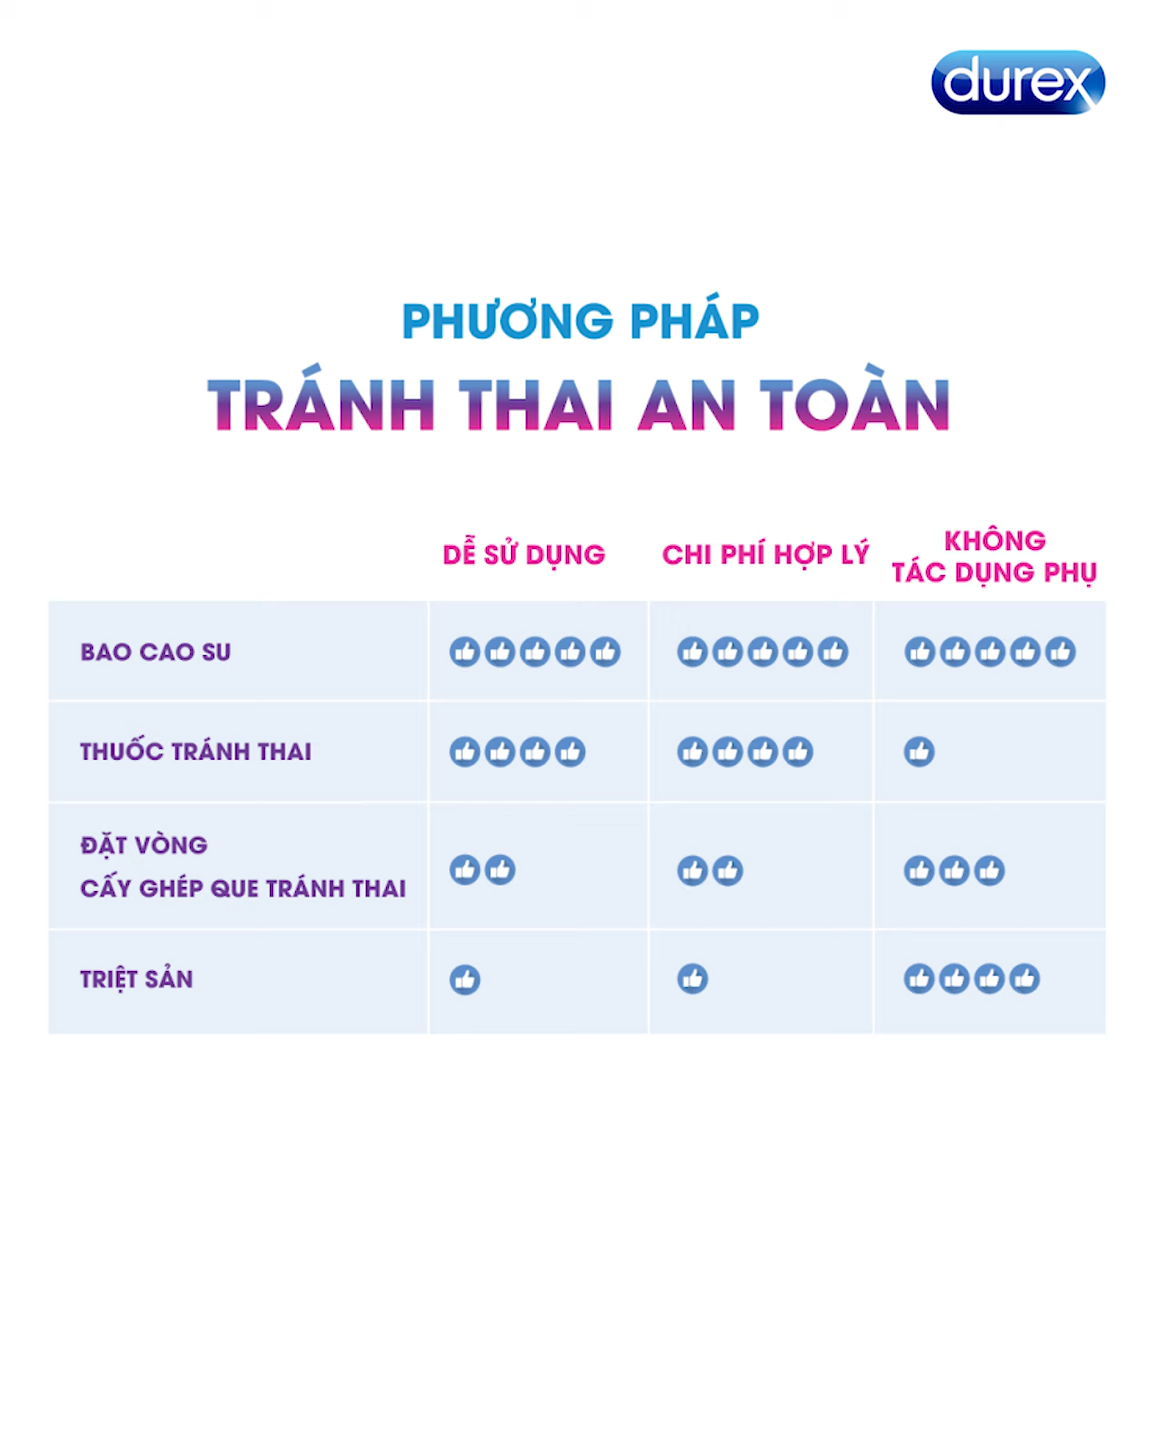 durex
PHƯƠNG PHÁP
TRÁNH THAI AN TOÀN
DỄ SỬ DỤNG
CHI PHÍ HỢP LÝ
KHÔNG
TÁC DỤNG PHỤ
BAO CAO SU
THUỐC TRÁNH THAI
ĐẶT VÒNG
CẤY GHÉP QUE TRÁNH THAI
TRIỆT SẢN